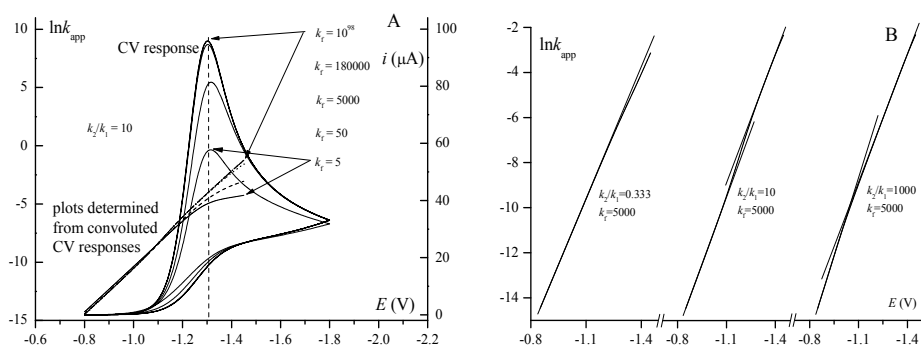 10
5
0
-5
-10
-15
lnk_app
CV response
A
i (μA)
100
80
60
40
20
0
k_f = 10^98
k_f = 180000
k_f = 5000
k_f = 50
k_f = 5
k_2/k_1 = 10
plots determined
from convoluted
CV responses
E (V)
-0.6 -0.8 -1.0 -1.2 -1.4 -1.6 -1.8 -2.0 -2.2
-2
-4
-6
-8
-10
-12
-14
lnk_app
B
k_2/k_1=0.333
k_f=5000
k_2/k_1=10
k_f=5000
k_2/k_1=1000
k_f=5000
E (V)
-0.8 -1.1 -1.4 -0.8 -1.1 -1.4 -0.8 -1.1 -1.4